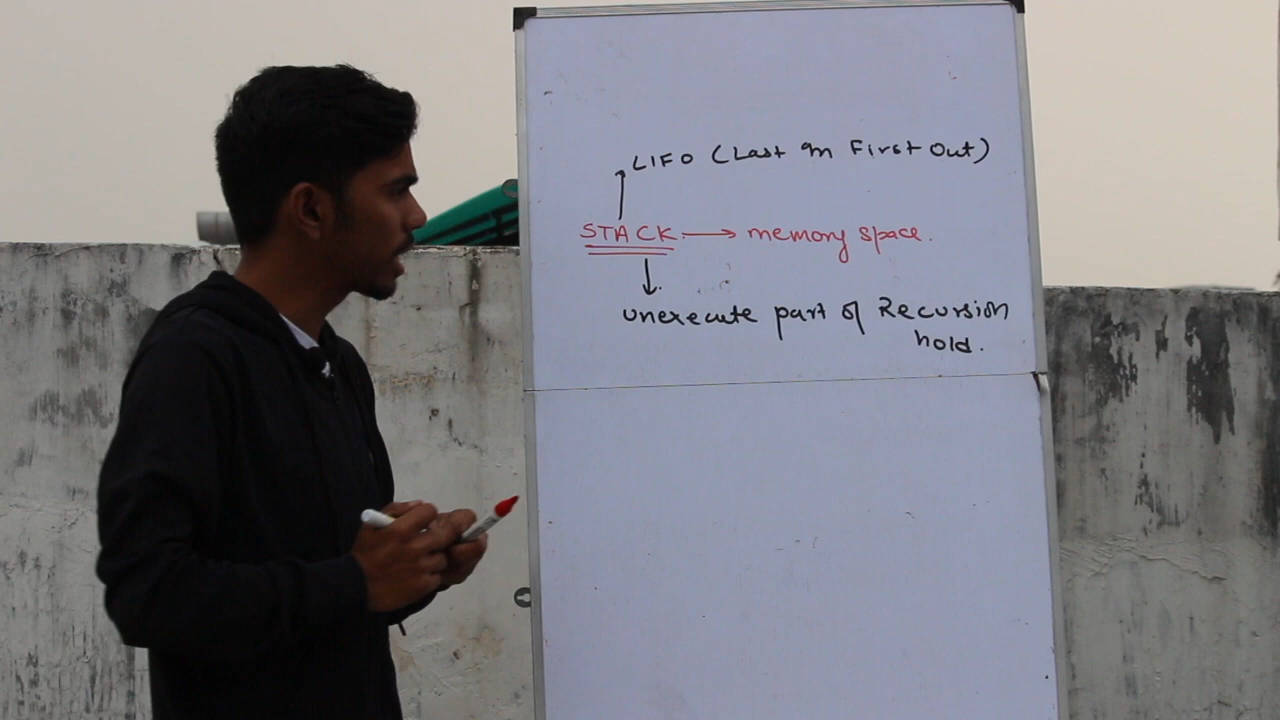 LIFO (Last In First Out)
STACK → memory space.
unexecute part of Recursion
hold.